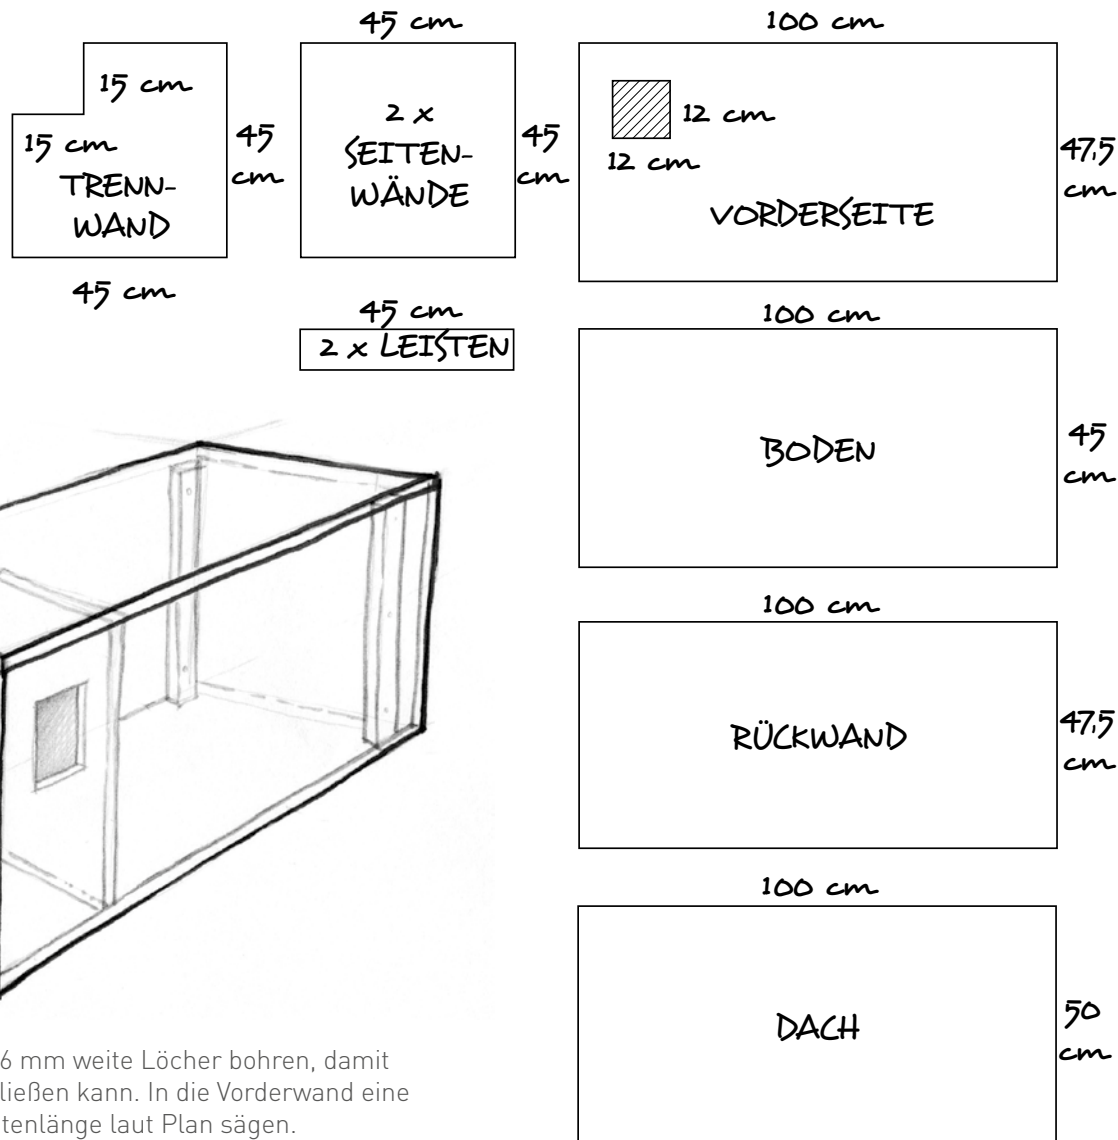 45 cm
100 cm
15 cm
15 cm
TRENN-
WAND
45
cm
45 cm
2 x
SEITEN-
WÄNDE
45
cm
12 cm
12 cm
VORDERSEITE
47,5
cm
45 cm
2 x LEISTEN
100 cm
BODEN
45
cm
100 cm
RÜCKWAND
47,5
cm
100 cm
DACH
50
cm
6 mm weite Löcher bohren, damit
ließen kann. In die Vorderwand eine
tenlänge laut Plan sägen.